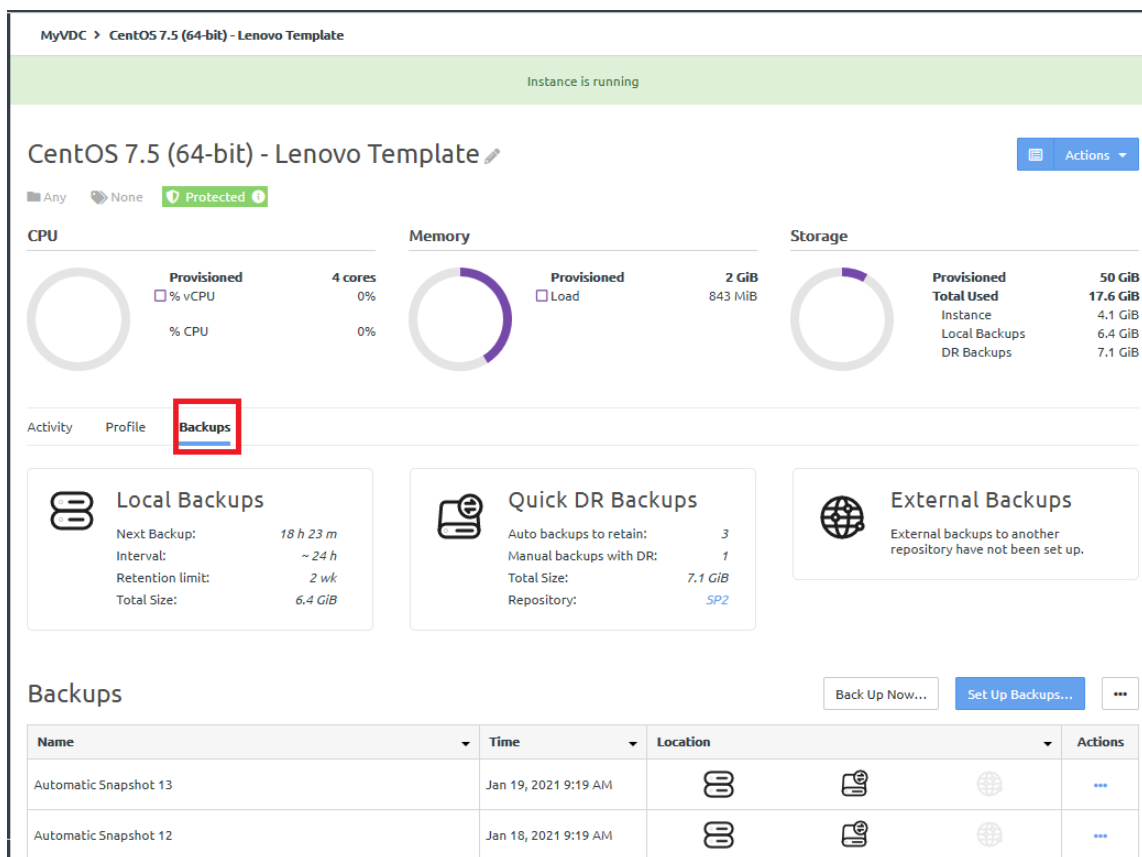 MyVDC > CentOS 7.5 (64-bit) - Lenovo Template
Instance is running
CentOS 7.5 (64-bit) - Lenovo Template
Actions
Any None Protected
CPU
Provisioned 4 cores
% vCPU 0%
% CPU 0%
Memory
Provisioned 2 GiB
Load 843 MiB
Storage
Provisioned 50 GiB
Total Used 17.6 GiB
Instance 4.1 GiB
Local Backups 6.4 GiB
DR Backups 7.1 GiB
Activity Profile Backups
Local Backups
Next Backup: 18 h 23 m
Interval: ~ 24 h
Retention limit: 2 wk
Total Size: 6.4 GiB
Quick DR Backups
Auto backups to retain: 3
Manual backups with DR: 1
Total Size: 7.1 GiB
Repository: SP2
External Backups
External backups to another
repository have not been set up.
Backups
Back Up Now... Set Up Backups... •••
Name Time Location Actions
Automatic Snapshot 13 Jan 19, 2021 9:19 AM •••
Automatic Snapshot 12 Jan 18, 2021 9:19 AM •••